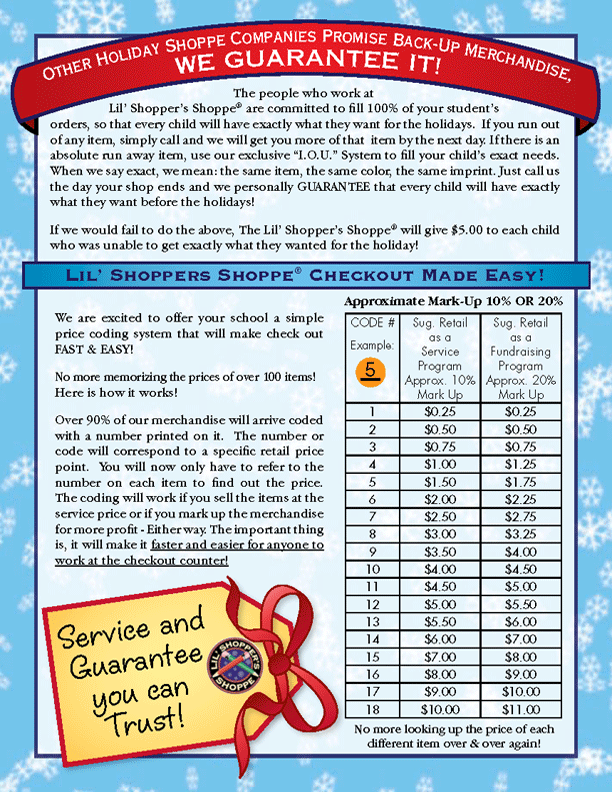 OTHER HOLIDAY SHOPPE COMPANIES PROMISE BACK-UP MERCHANDISE,
WE GUARANTEE IT!
The people who work at
Lil' Shopper's Shoppe® are committed to fill 100% of your student's
orders, so that every child will have exactly what they want for the holidays. If you run out
of any item, simply call and we will get you more of that item by the next day. If there is an
absolute run away item, use our exclusive "I.O.U." System to fill your child's exact needs.
When we say exact, we mean: the same item, the same color, the same imprint. Just call us
the day your shop ends and we personally GUARANTEE that every child will have exactly
what they want before the holidays!
If we would fail to do the above, The Lil' Shopper's Shoppe® will give $5.00 to each child
who was unable to get exactly what they wanted for the holiday!
LIL' SHOPPERS SHOPPE® CHECKOUT MADE EASY!
We are excited to offer your school a simple
price coding system that will make check out
FAST & EASY!
No more memorizing the prices of over 100 items!
Here is how it works!
Over 90% of our merchandise will arrive coded
with a number printed on it. The number or
code will correspond to a specific retail price
point. You will now only have to refer to the
number on each item to find out the price.
The coding will work if you sell the items at the
service price or if you mark up the merchandise
for more profit - Either way. The important thing
is, it will make it faster and easier for anyone to
work at the checkout counter!
Service and
Guarantee
you can
Trust!
LIL' SHOPPER'S
SHOPPE
Approximate Mark-Up 10% OR 20%
CODE #
Example:
5
Sug. Retail
as a
Service
Program
Approx. 10%
Mark Up
Sug. Retail
as a
Fundraising
Program
Approx. 20%
Mark Up
1 $0.25 $0.25
2 $0.50 $0.50
3 $0.75 $0.75
4 $1.00 $1.25
5 $1.50 $1.75
6 $2.00 $2.25
7 $2.50 $2.75
8 $3.00 $3.25
9 $3.50 $4.00
10 $4.00 $4.50
11 $4.50 $5.00
12 $5.00 $5.50
13 $5.50 $6.00
14 $6.00 $7.00
15 $7.00 $8.00
16 $8.00 $9.00
17 $9.00 $10.00
18 $10.00 $11.00
No more looking up the price of each
different item over & over again!